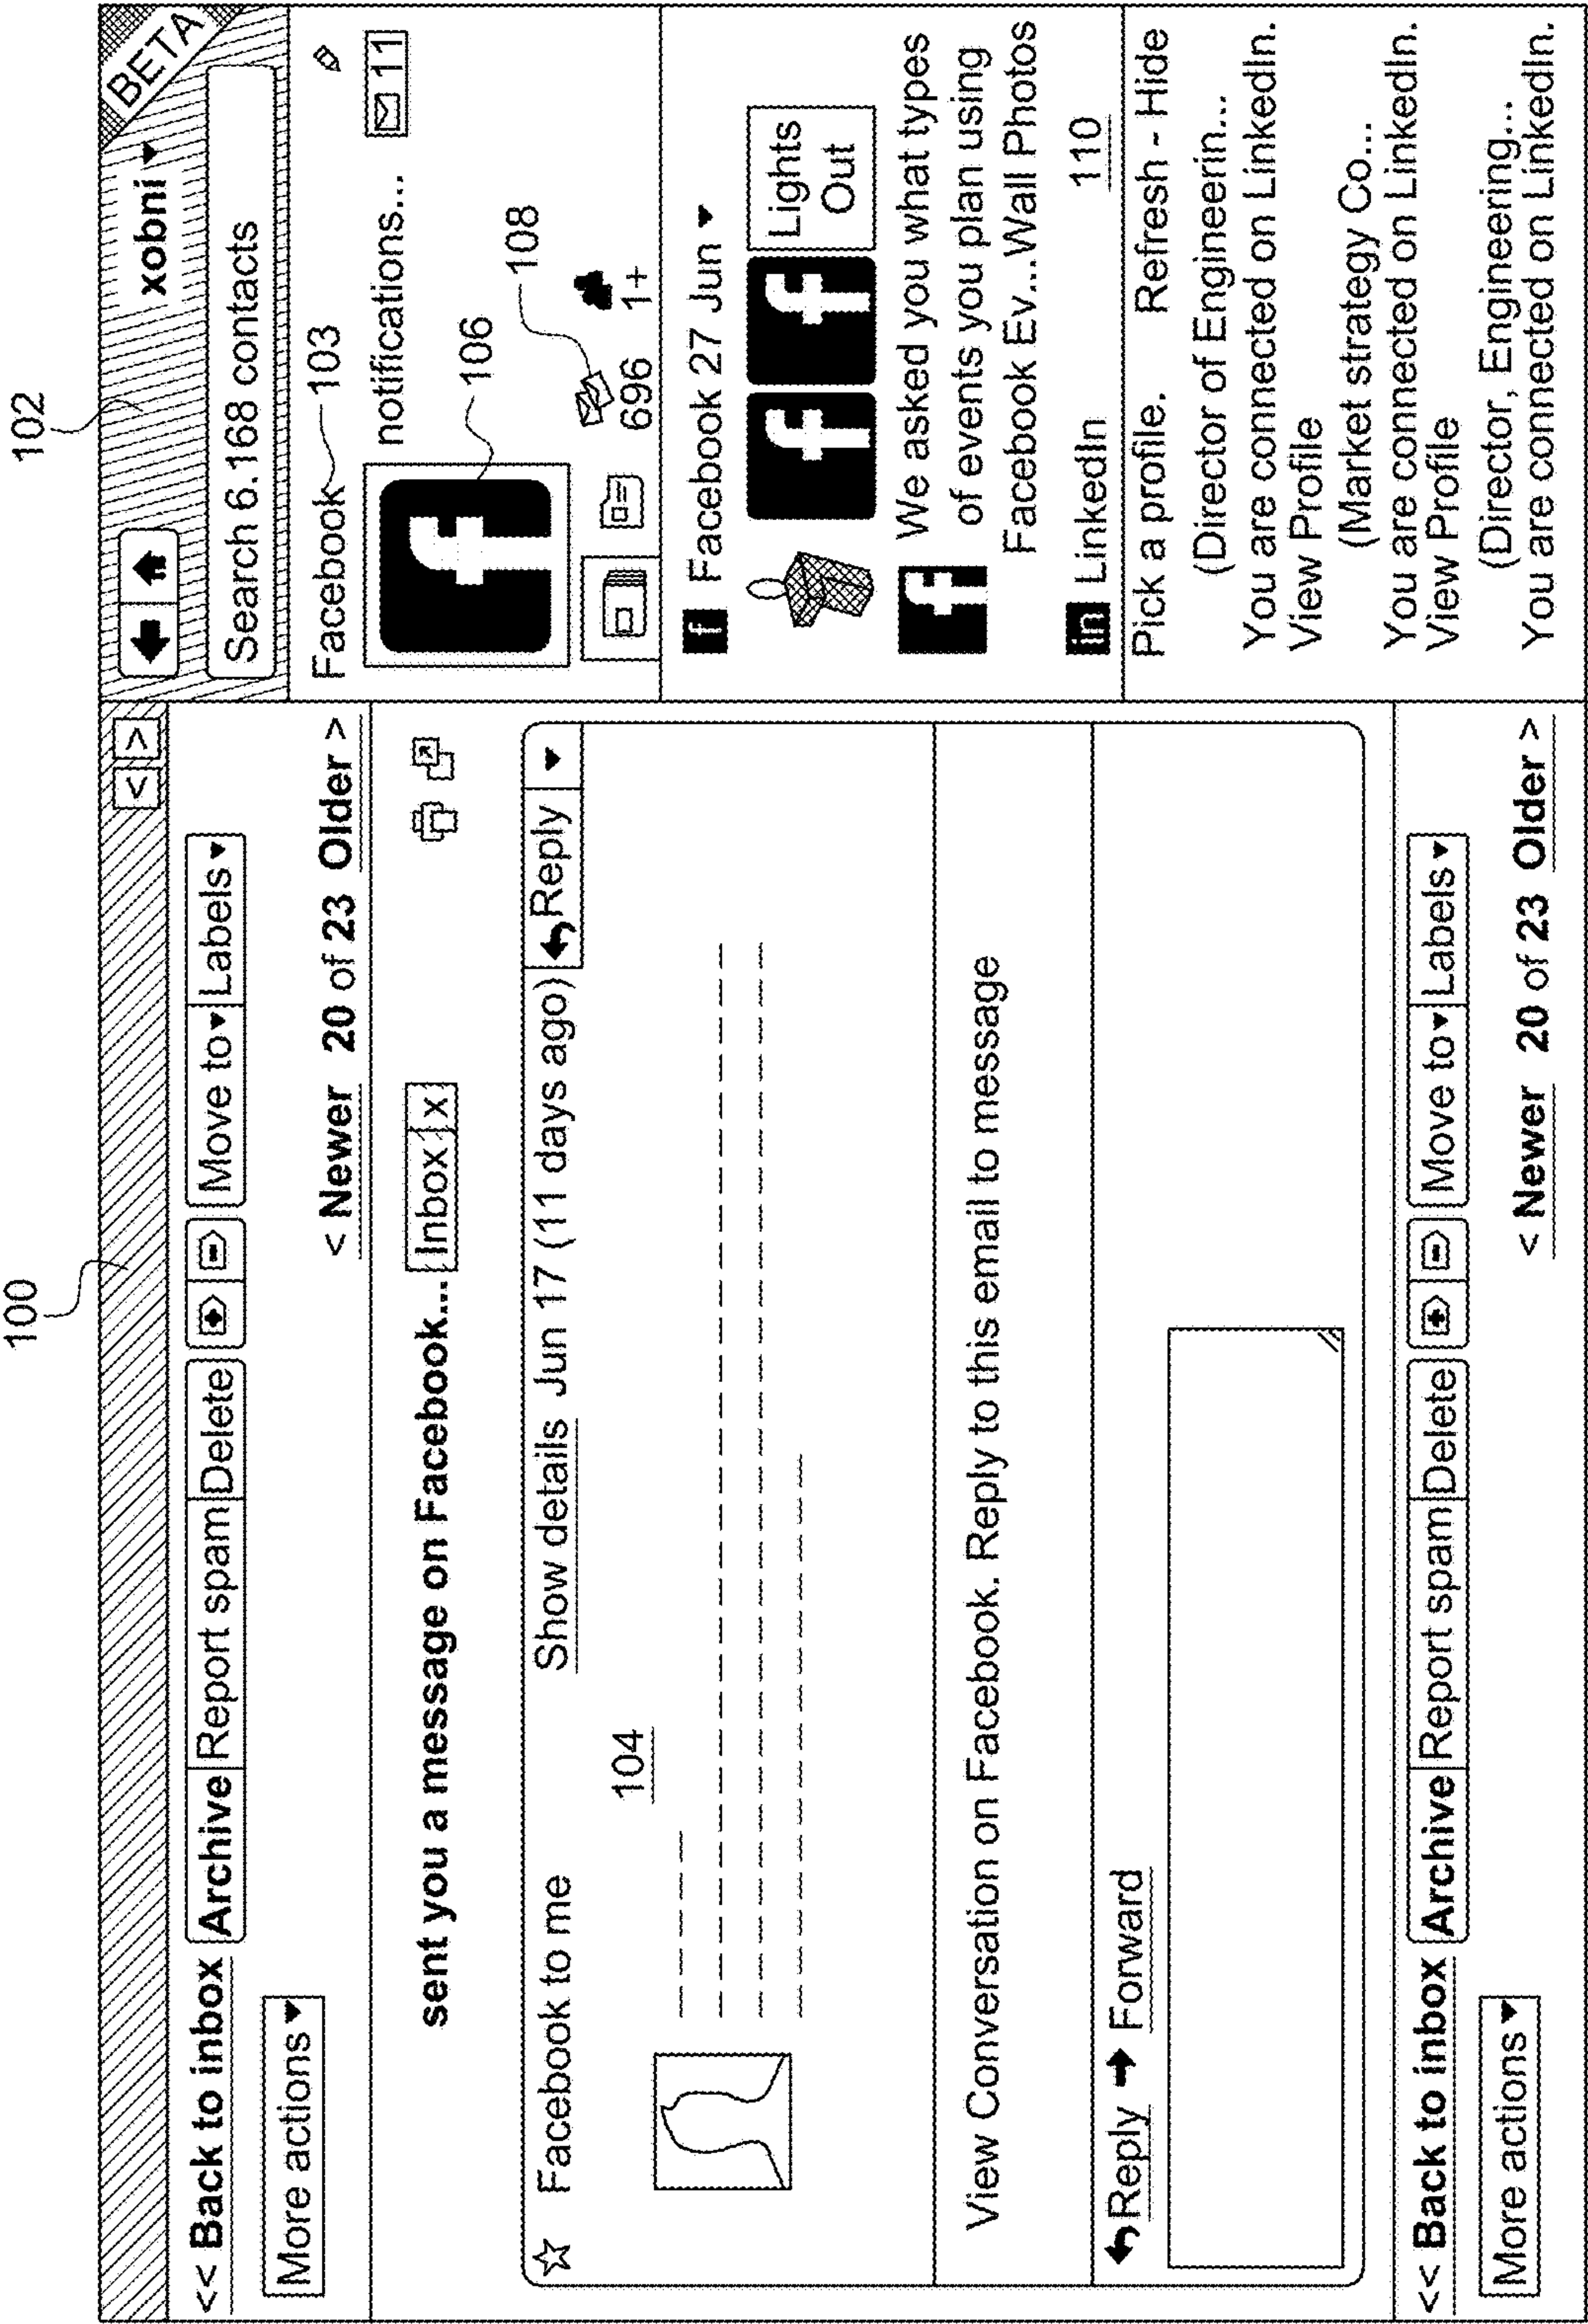 100
102
< >
<< Back to inbox Archive Report spam Delete Move to Labels
More actions
< Newer 20 of 23 Older >
sent you a message on Facebook... Inbox x
Facebook to me Show details Jun 17 (11 days ago) Reply
104
View Conversation on Facebook. Reply to this email to message
Reply Forward
<< Back to inbox Archive Report spam Delete Move to Labels
More actions
< Newer 20 of 23 Older >
xobni BETA
Search 6.168 contacts
Facebook 103
notifications... 11
f
106
108
696 1+
f Facebook 27 Jun
f f Lights
Out
f We asked you what types
of events you plan using
Facebook Ev...Wall Photos
in LinkedIn 110
Pick a profile. Refresh - Hide
(Director of Engineerin...
You are connected on LinkedIn.
View Profile
(Market strategy Co...
You are connected on LinkedIn.
View Profile
(Director, Engineering...
You are connected on LinkedIn.